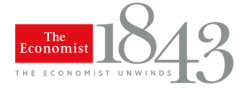 The
Economist
1843
THE ECONOMIST UNWINDS